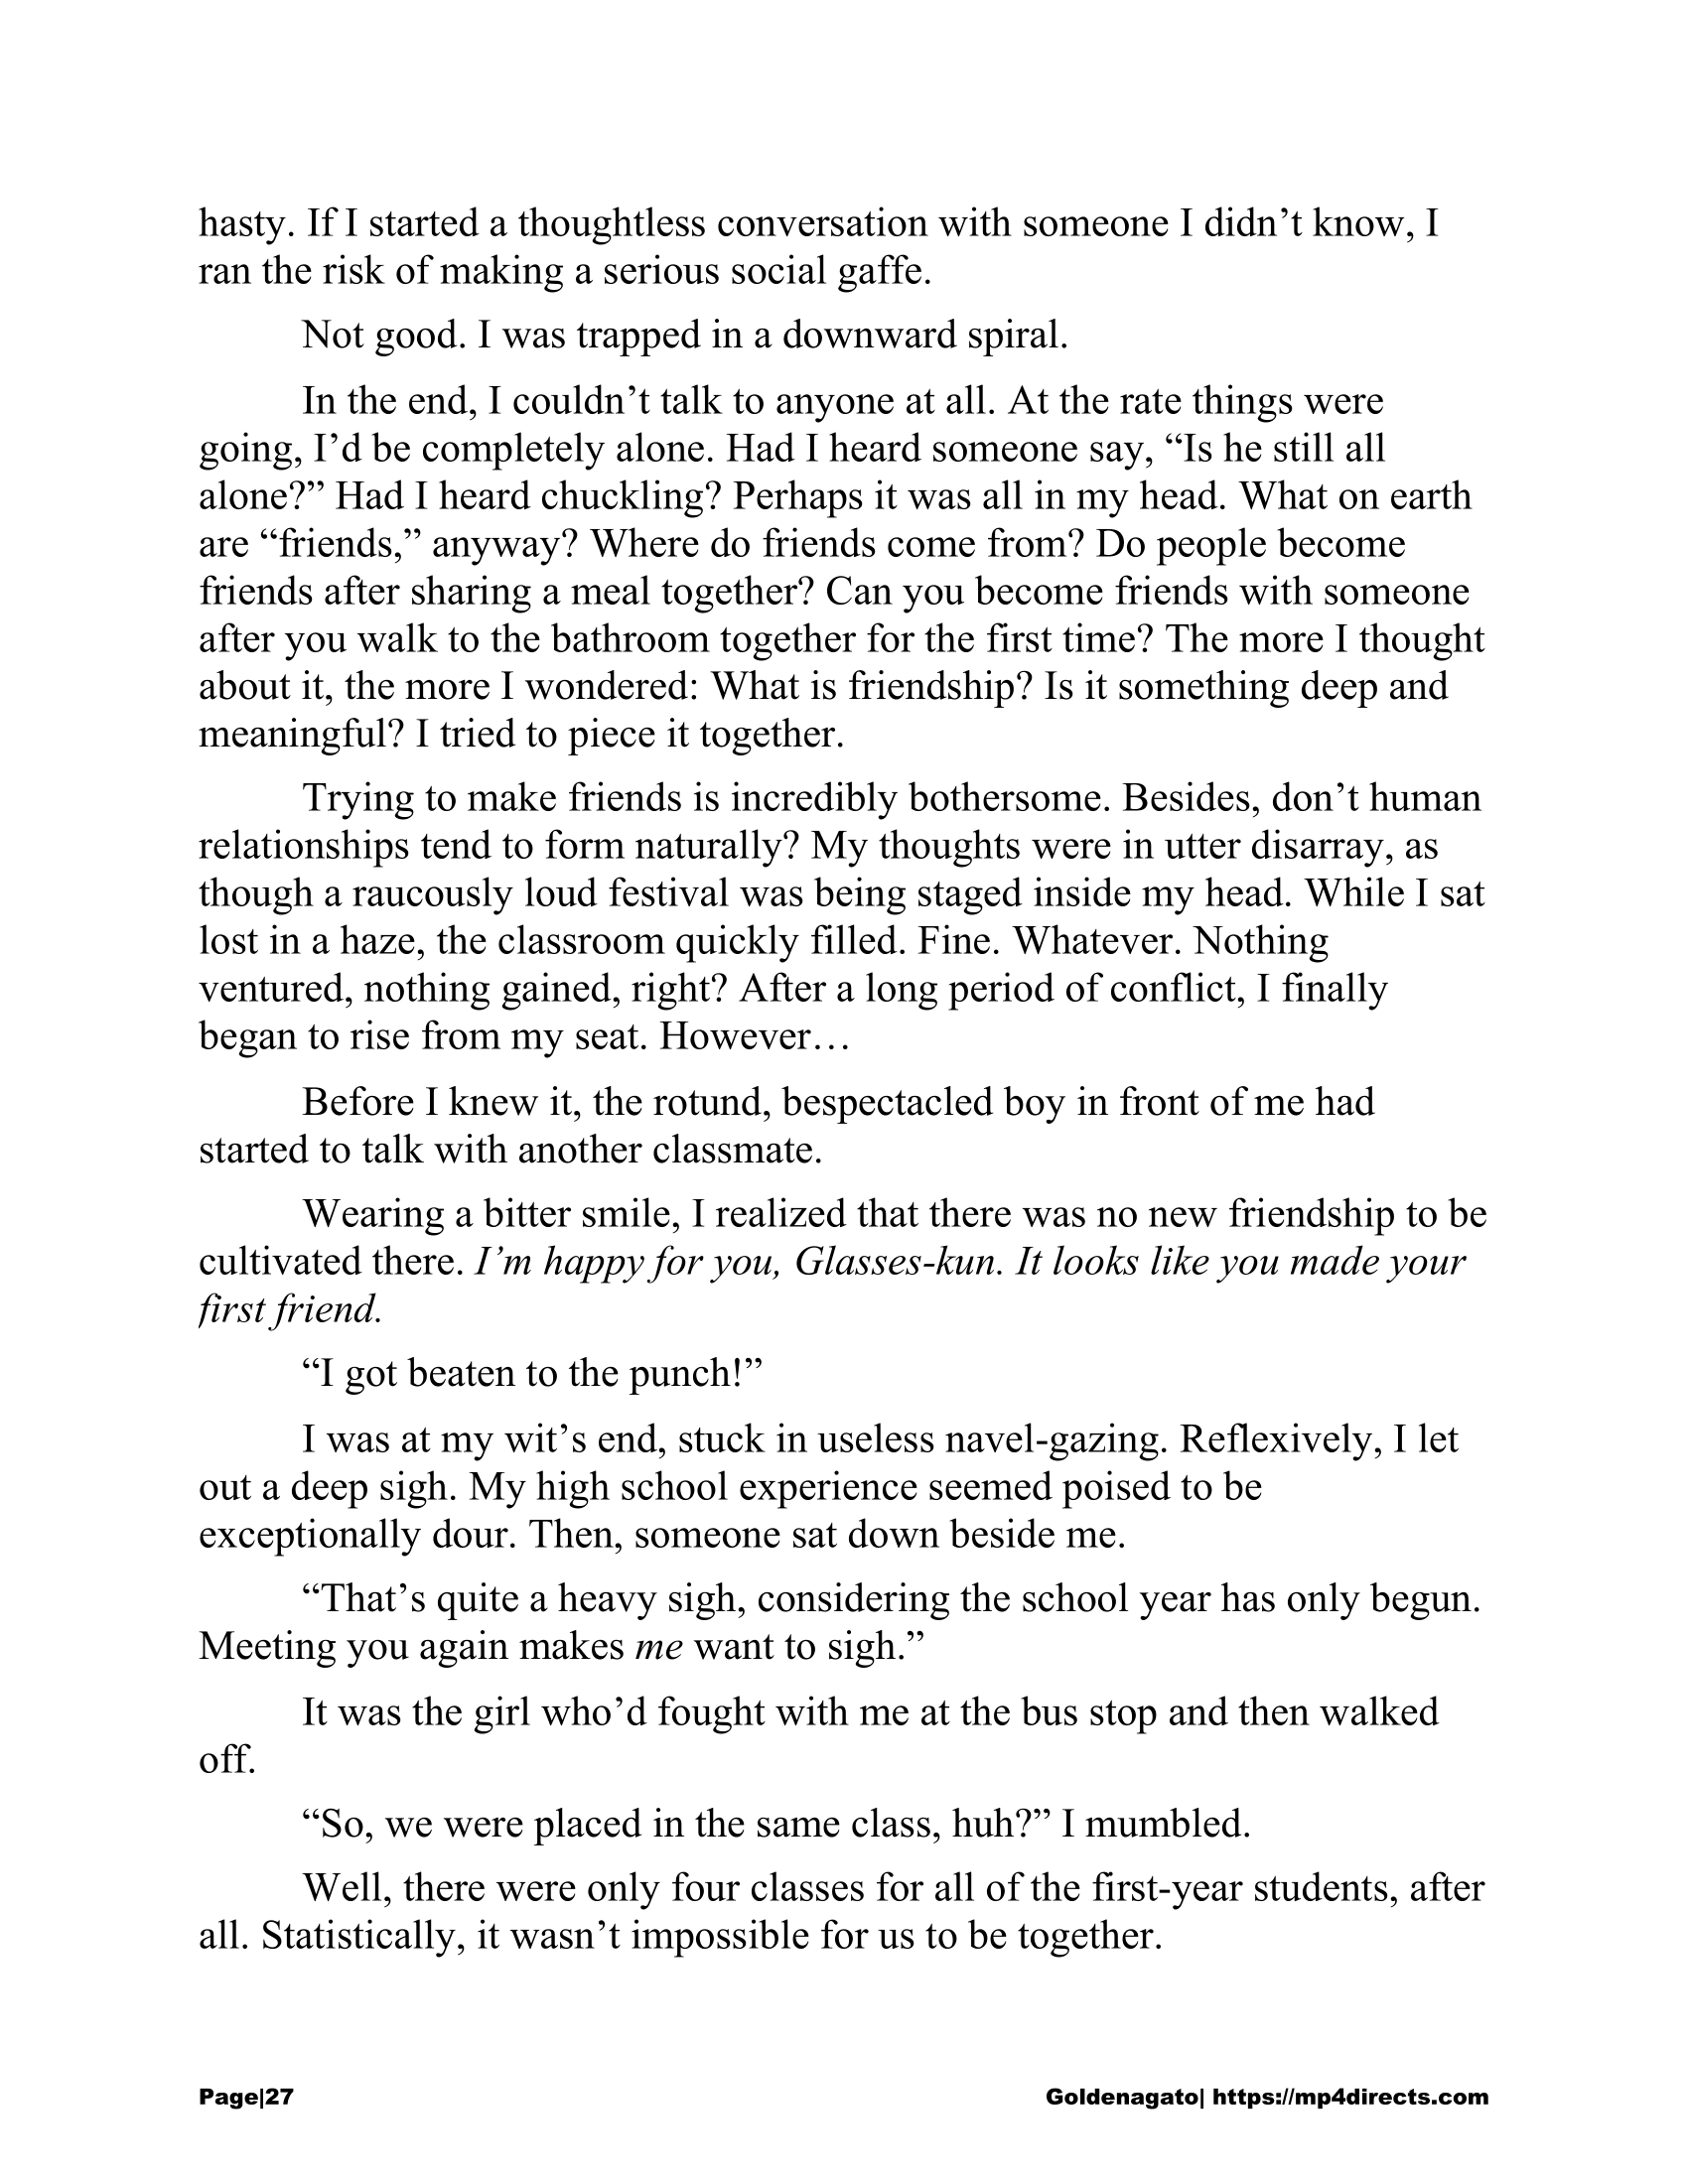 hasty. If I started a thoughtless conversation with someone I didn’t know, I
ran the risk of making a serious social gaffe.
Not good. I was trapped in a downward spiral.
In the end, I couldn’t talk to anyone at all. At the rate things were
going, I’d be completely alone. Had I heard someone say, “Is he still all
alone?” Had I heard chuckling? Perhaps it was all in my head. What on earth
are “friends,” anyway? Where do friends come from? Do people become
friends after sharing a meal together? Can you become friends with someone
after you walk to the bathroom together for the first time? The more I thought
about it, the more I wondered: What is friendship? Is it something deep and
meaningful? I tried to piece it together.
Trying to make friends is incredibly bothersome. Besides, don’t human
relationships tend to form naturally? My thoughts were in utter disarray, as
though a raucously loud festival was being staged inside my head. While I sat
lost in a haze, the classroom quickly filled. Fine. Whatever. Nothing
ventured, nothing gained, right? After a long period of conflict, I finally
began to rise from my seat. However…
Before I knew it, the rotund, bespectacled boy in front of me had
started to talk with another classmate.
Wearing a bitter smile, I realized that there was no new friendship to be
cultivated there. I’m happy for you, Glasses-kun. It looks like you made your
first friend.
“I got beaten to the punch!”
I was at my wit’s end, stuck in useless navel-gazing. Reflexively, I let
out a deep sigh. My high school experience seemed poised to be
exceptionally dour. Then, someone sat down beside me.
“That’s quite a heavy sigh, considering the school year has only begun.
Meeting you again makes me want to sigh.”
It was the girl who’d fought with me at the bus stop and then walked
off.
“So, we were placed in the same class, huh?” I mumbled.
Well, there were only four classes for all of the first-year students, after
all. Statistically, it wasn’t impossible for us to be together.
Page|27 Goldenagato| https://mp4directs.com